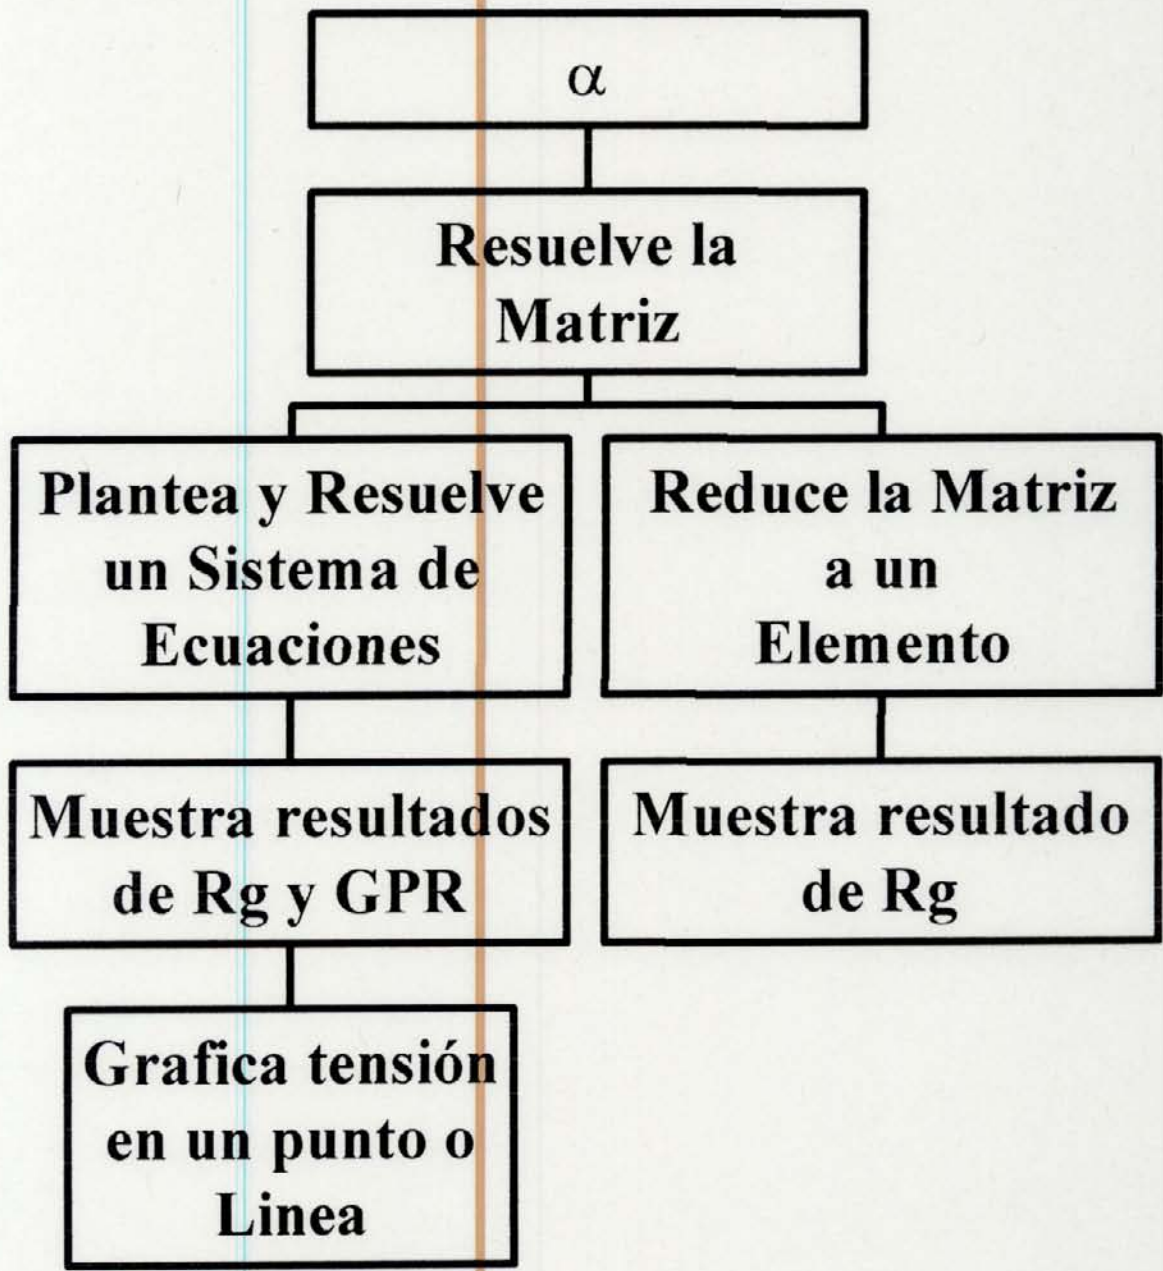 α
Resuelve la
Matriz
Plantea y Resuelve
un Sistema de
Ecuaciones
Reduce la Matriz
a un
Elemento
Muestra resultados
de Rg y GPR
Muestra resultado
de Rg
Grafica tensión
en un punto o
Linea